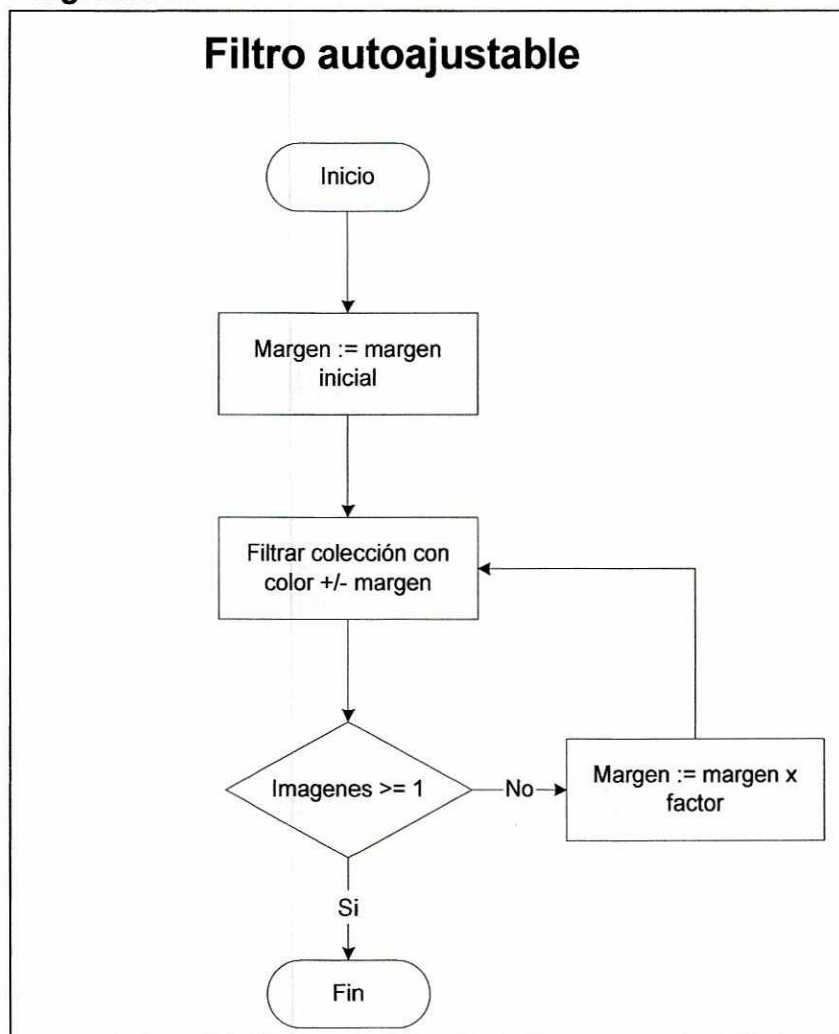 Filtro autoajustable
Inicio
Margen := margen
inicial
Filtrar colección con
color +/- margen
Imagenes >= 1
No
Margen := margen x
factor
Si
Fin